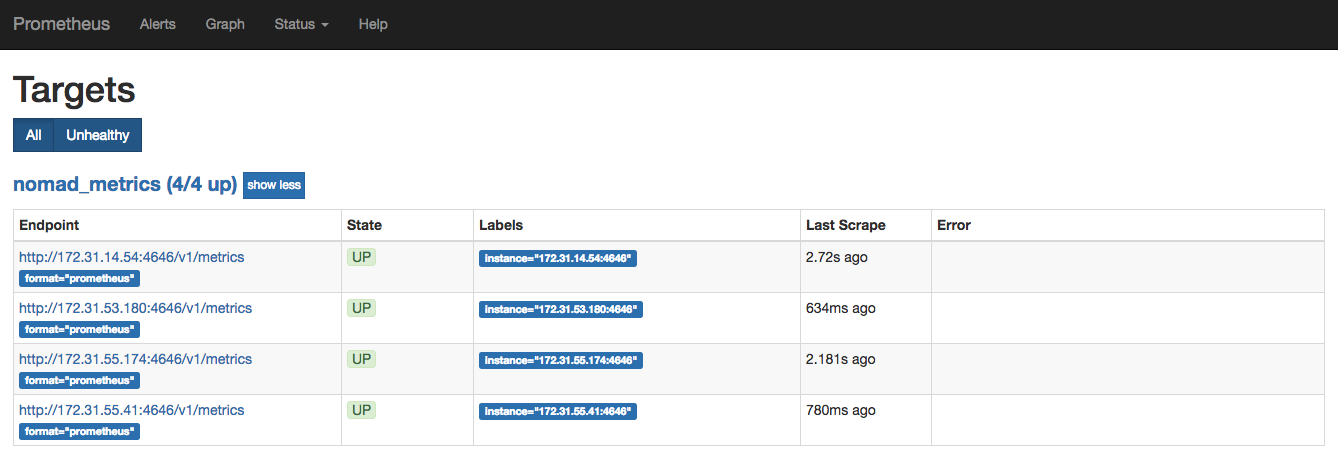 Prometheus Alerts Graph Status Help
Targets
All Unhealthy
nomad_metrics (4/4 up) show less
Endpoint State Labels Last Scrape Error
http://172.31.14.54:4646/v1/metrics UP instance="172.31.14.54:4646" 2.72s ago
format="prometheus"
http://172.31.53.180:4646/v1/metrics UP instance="172.31.53.180:4646" 634ms ago
format="prometheus"
http://172.31.55.174:4646/v1/metrics UP instance="172.31.55.174:4646" 2.181s ago
format="prometheus"
http://172.31.55.41:4646/v1/metrics UP instance="172.31.55.41:4646" 780ms ago
format="prometheus"